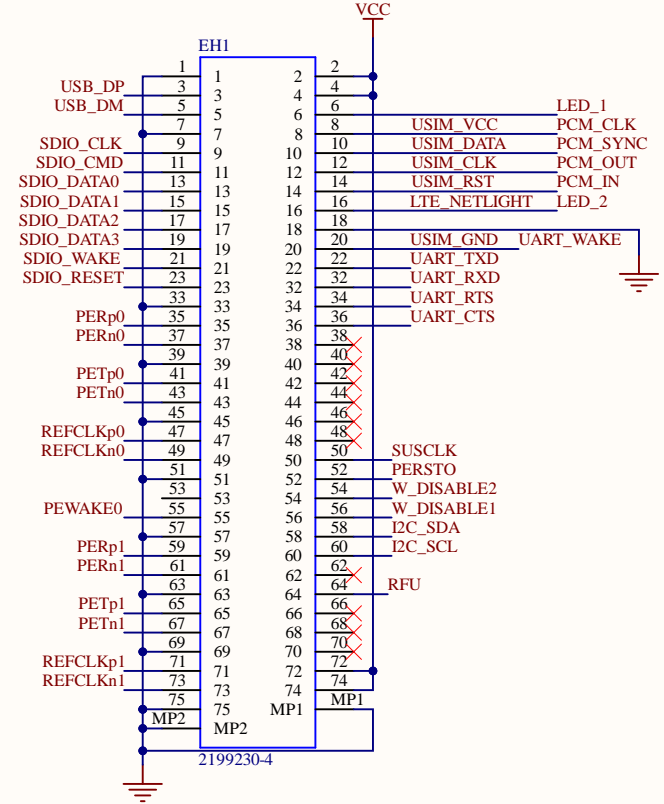 VCC
EH1
1 1 2 2
USB_DP 3 3 4 4
USB_DM 5 5 6 6 LED_1
7 7 8 8 USIM_VCC PCM_CLK
SDIO_CLK 9 9 10 10 USIM_DATA PCM_SYNC
SDIO_CMD 11 11 12 12 USIM_CLK PCM_OUT
SDIO_DATA0 13 13 14 14 USIM_RST PCM_IN
SDIO_DATA1 15 15 16 16 LTE_NETLIGHT LED_2
SDIO_DATA2 17 17 18 18
SDIO_DATA3 19 19 20 20 USIM_GND UART_WAKE
SDIO_WAKE 21 21 22 22 UART_TXD
SDIO_RESET 23 23 32 32 UART_RXD
33 33 34 34 UART_RTS
PERp0 35 35 36 36 UART_CTS
PERn0 37 37 38 38
39 39 40 40
PETp0 41 41 42 42
PETn0 43 43 44 44
45 45 46 46
REFCLKp0 47 47 48 48
REFCLKn0 49 49 50 50 SUSCLK
51 51 52 52 PERSTO
53 53 54 54 W_DISABLE2
PEWAKE0 55 55 56 56 W_DISABLE1
57 57 58 58 I2C_SDA
PERp1 59 59 60 60 I2C_SCL
PERn1 61 61 62 62
63 63 64 64 RFU
PETp1 65 65 66 66
PETn1 67 67 68 68
69 69 70 70
REFCLKp1 71 71 72 72
REFCLKn1 73 73 74 74
75 75 MP1 MP1
MP2 MP2
2199230-4